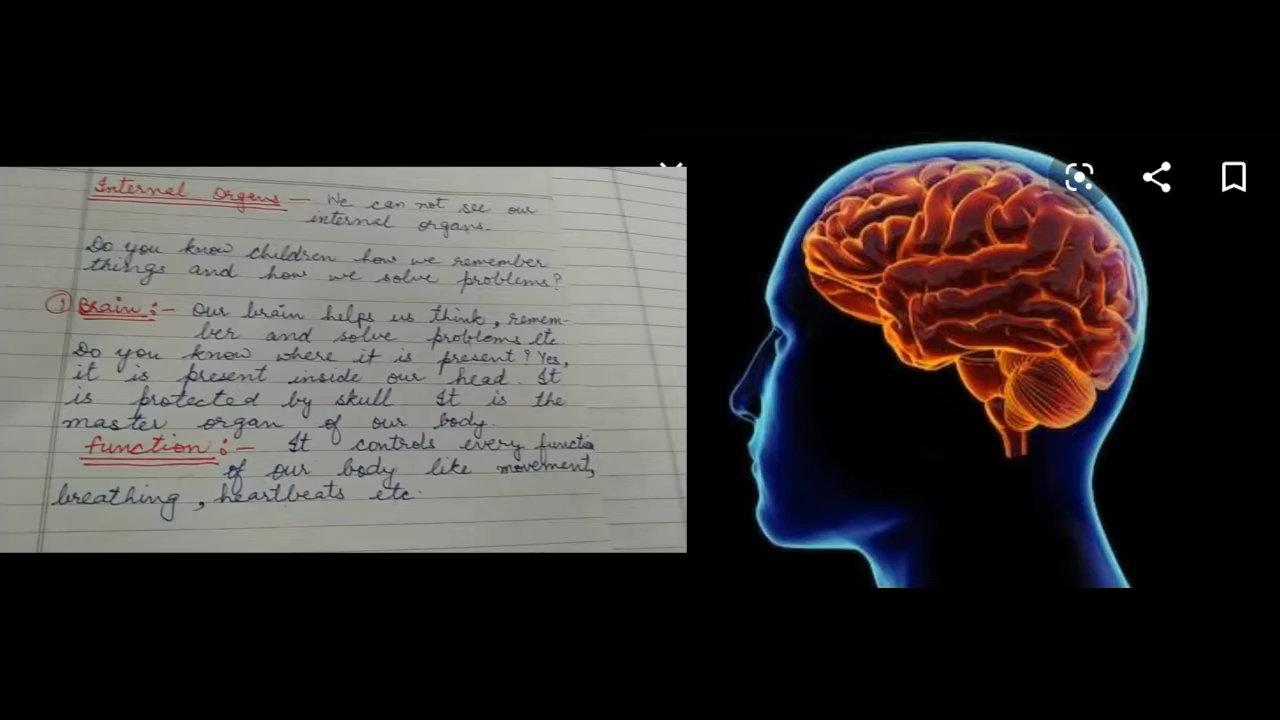 Internal Organs — We can not see our
internal organs.
Do you know children how we remember
things and how we solve problems?
① Brain :- Our brain helps us think, remem-
ber and solve problems etc.
Do you know where it is present? Yes,
it is present inside our head. It
is protected by skull. It is the
master organ of our body.
function :- It controls every functio
of our body like movement,
breathing, heartbeats etc.